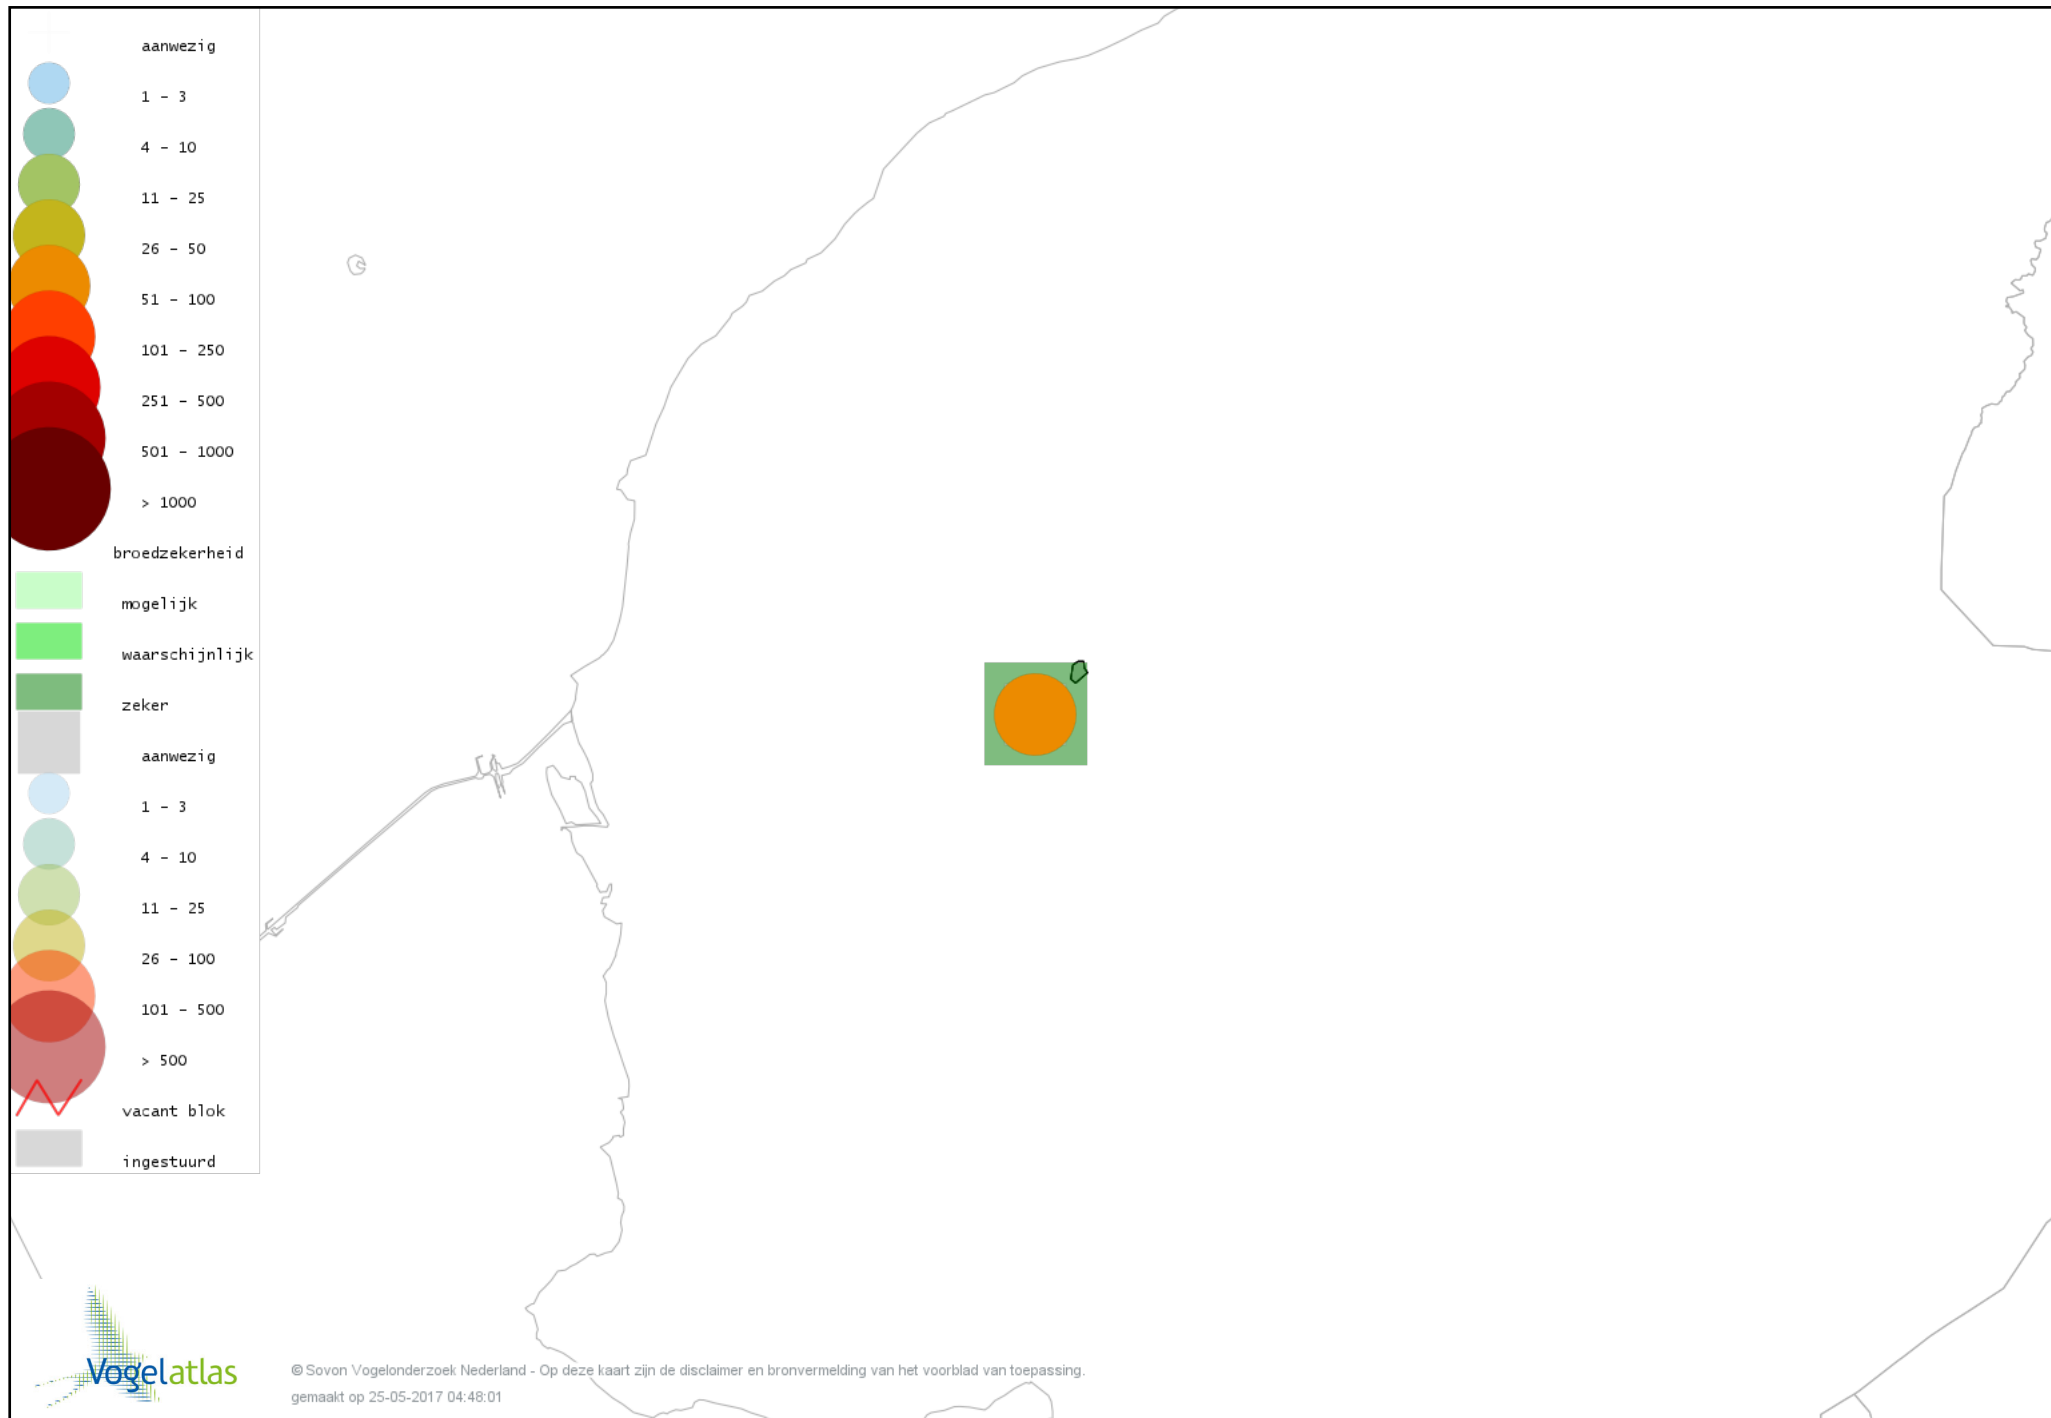 aanwezig
1 - 3
4 - 10
11 - 25
26 - 50
51 - 100
101 - 250
251 - 500
501 - 1000
> 1000
broedzekerheid
mogelijk
waarschijnlijk
zeker
aanwezig
1 - 3
4 - 10
11 - 25
26 - 100
101 - 500
> 500
vacant blok
ingestuurd
Vogelatlas
© Sovon Vogelonderzoek Nederland - Op deze kaart zijn de disclaimer en bronvermelding van het voorblad van toepassing.
gemaakt op 25-05-2017 04:48:01